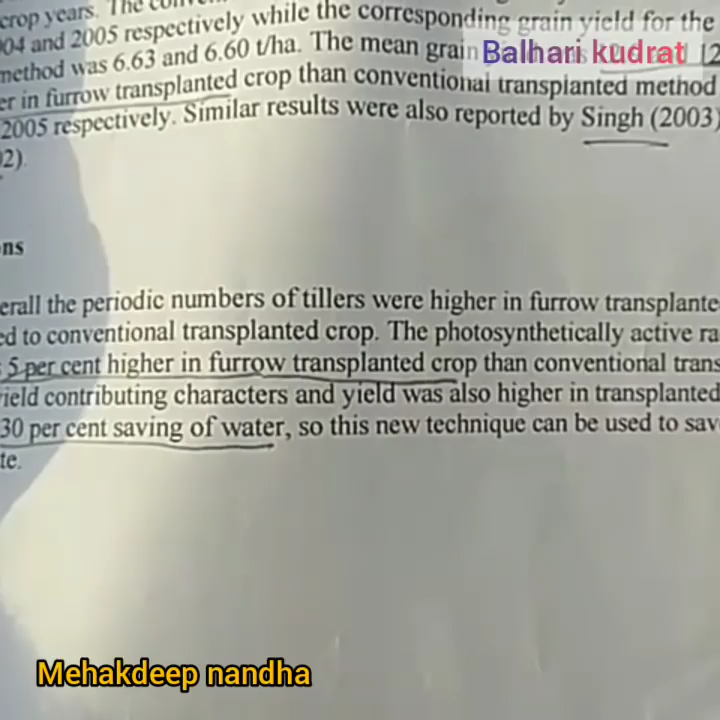 crop years. The
04 and 2005 respectively while the corresponding grain yield for the
method was 6.63 and 6.60 t/ha. The mean grain
Balhari kudrat
12
er in furrow transplanted crop than conventional transplanted method
2005 respectively. Similar results were also reported by Singh (2003)
02).
ns
erall the periodic numbers of tillers were higher in furrow transplante
ed to conventional transplanted crop. The photosynthetically active ra
5 per cent higher in furrow transplanted crop than conventional trans
ield contributing characters and yield was also higher in transplanted
30 per cent saving of water, so this new technique can be used to sav
te.
Mehakdeep nandha